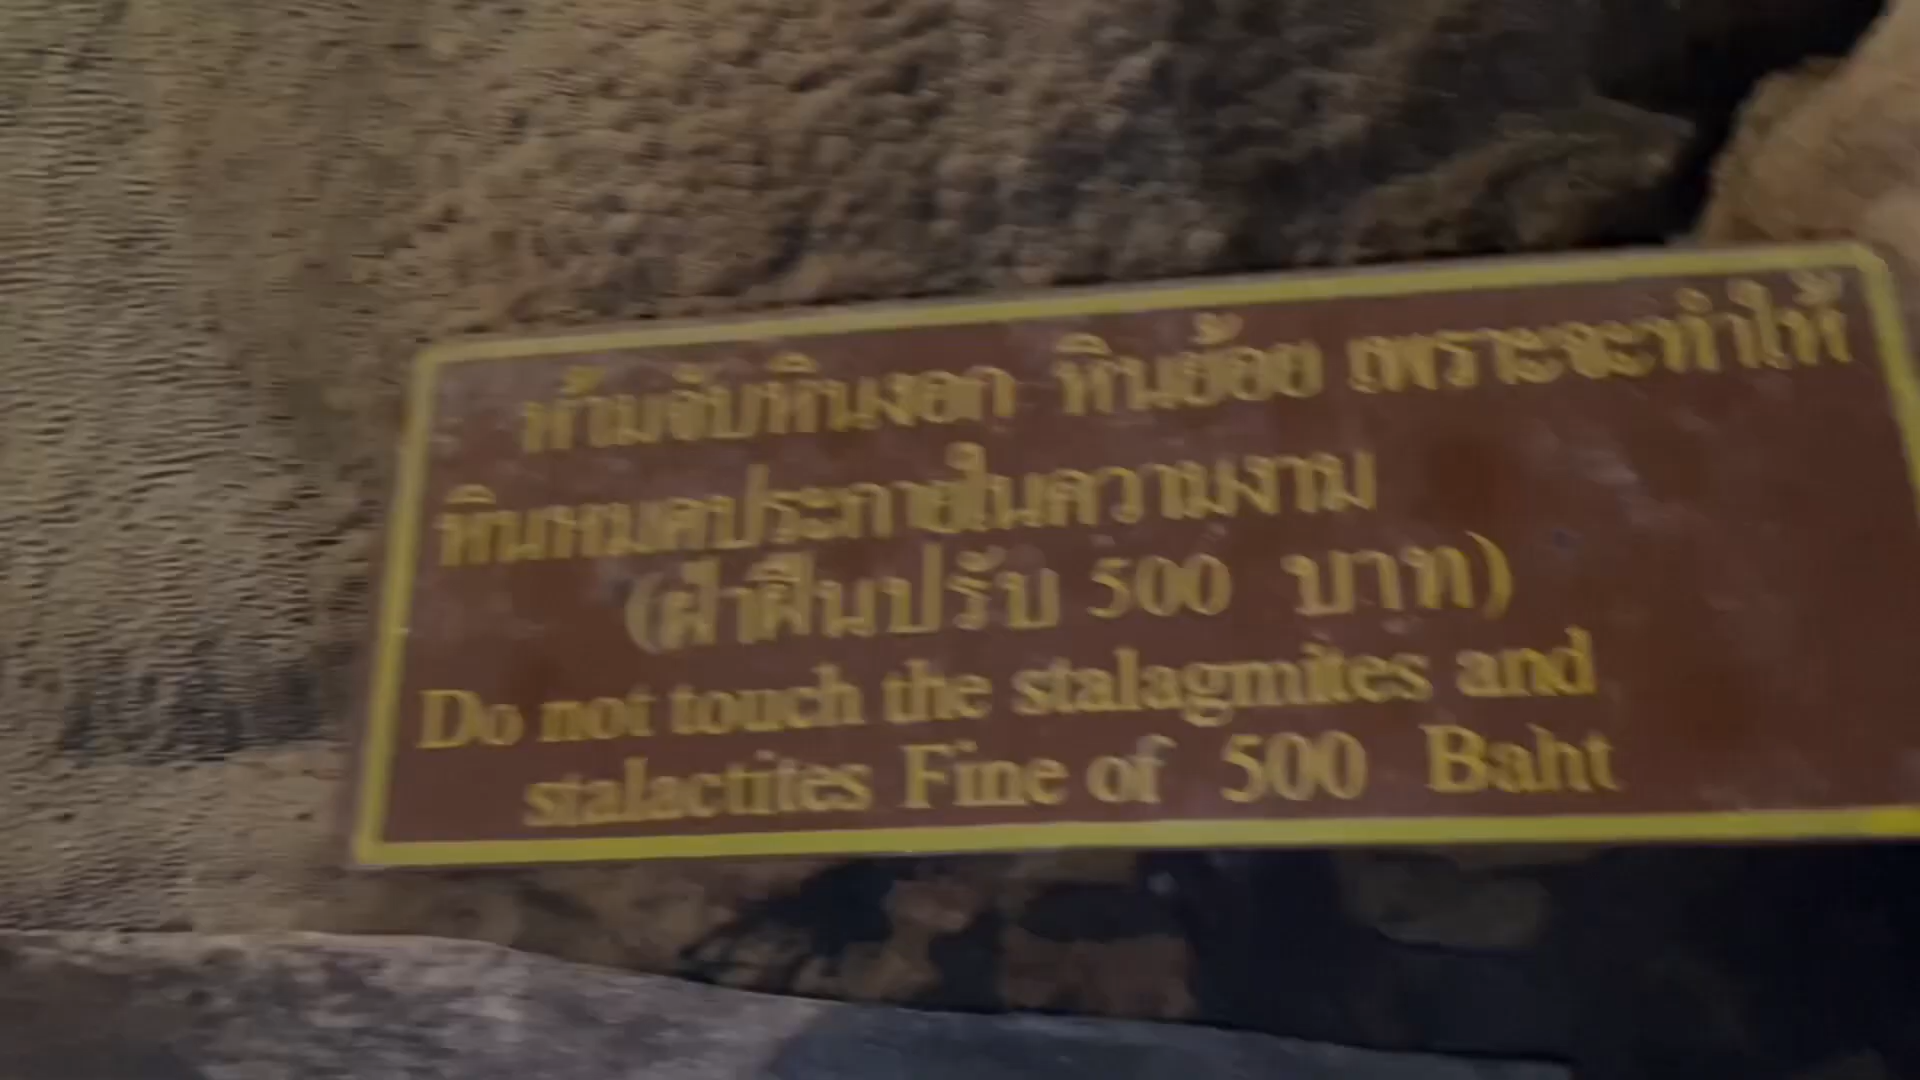 ห้ามจับหินงอก หินย้อย เพราะจะทำให้
หินหมดประกายในความงาม
(ฝ่าฝืนปรับ 500 บาท)
Do not touch the stalagmites and
stalactites Fine of 500 Baht